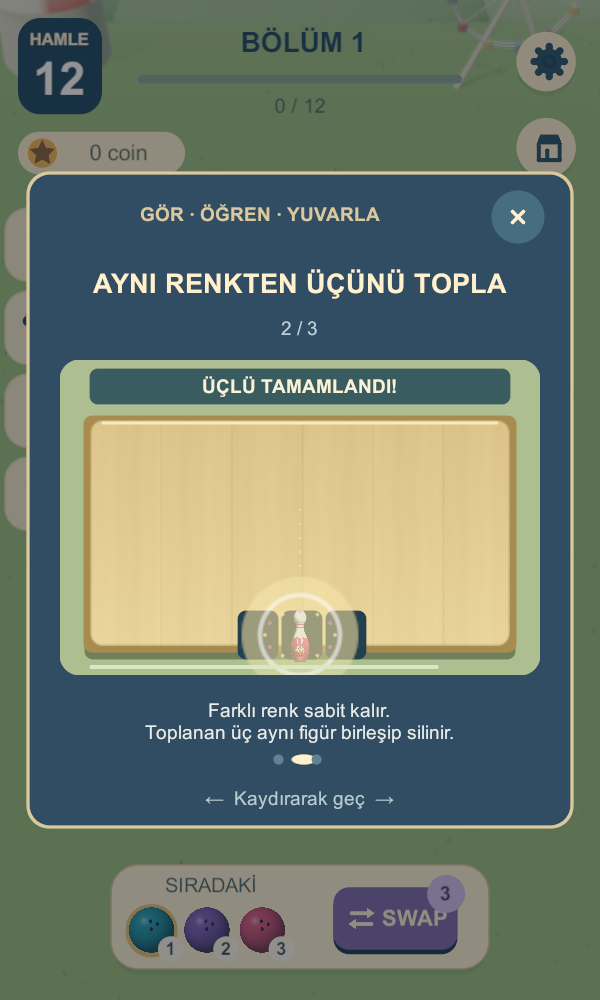 HAMLE
12
BÖLÜM 1
0 / 12
0 coin
GÖR · ÖĞREN · YUVARLA
×
AYNI RENKTEN ÜÇÜNÜ TOPLA
2 / 3
ÜÇLÜ TAMAMLANDI!
Farklı renk sabit kalır.
Toplanan üç aynı figür birleşip silinir.
← Kaydırarak geç →
SIRADAKİ
1
2
3
SWAP
3